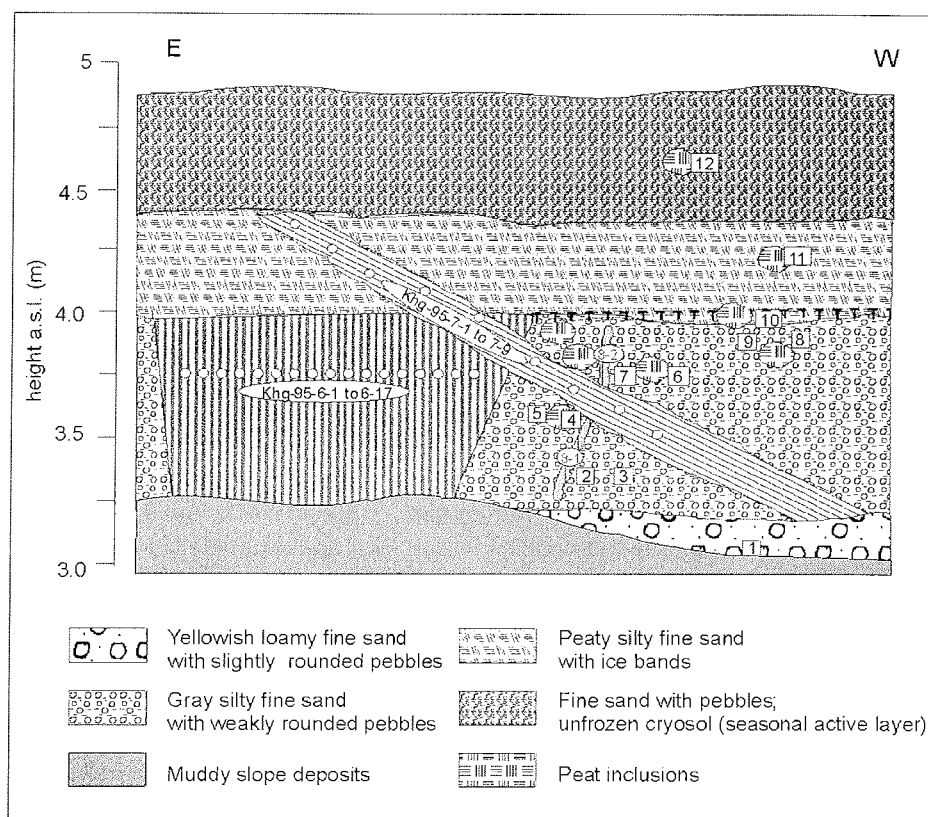 E
W
5
4.5
4.0
3.5
3.0
height a.s.l. (m)
12
11
Khg-95-7-1 to 7-9
10
9
8
7
6
Khg-95-6-1 to 6-17
5
4
2
3
1
Yellowish loamy fine sand
with slightly rounded pebbles
Gray silty fine sand
with weakly rounded pebbles
Muddy slope deposits
Peaty silty fine sand
with ice bands
Fine sand with pebbles;
unfrozen cryosol (seasonal active layer)
Peat inclusions